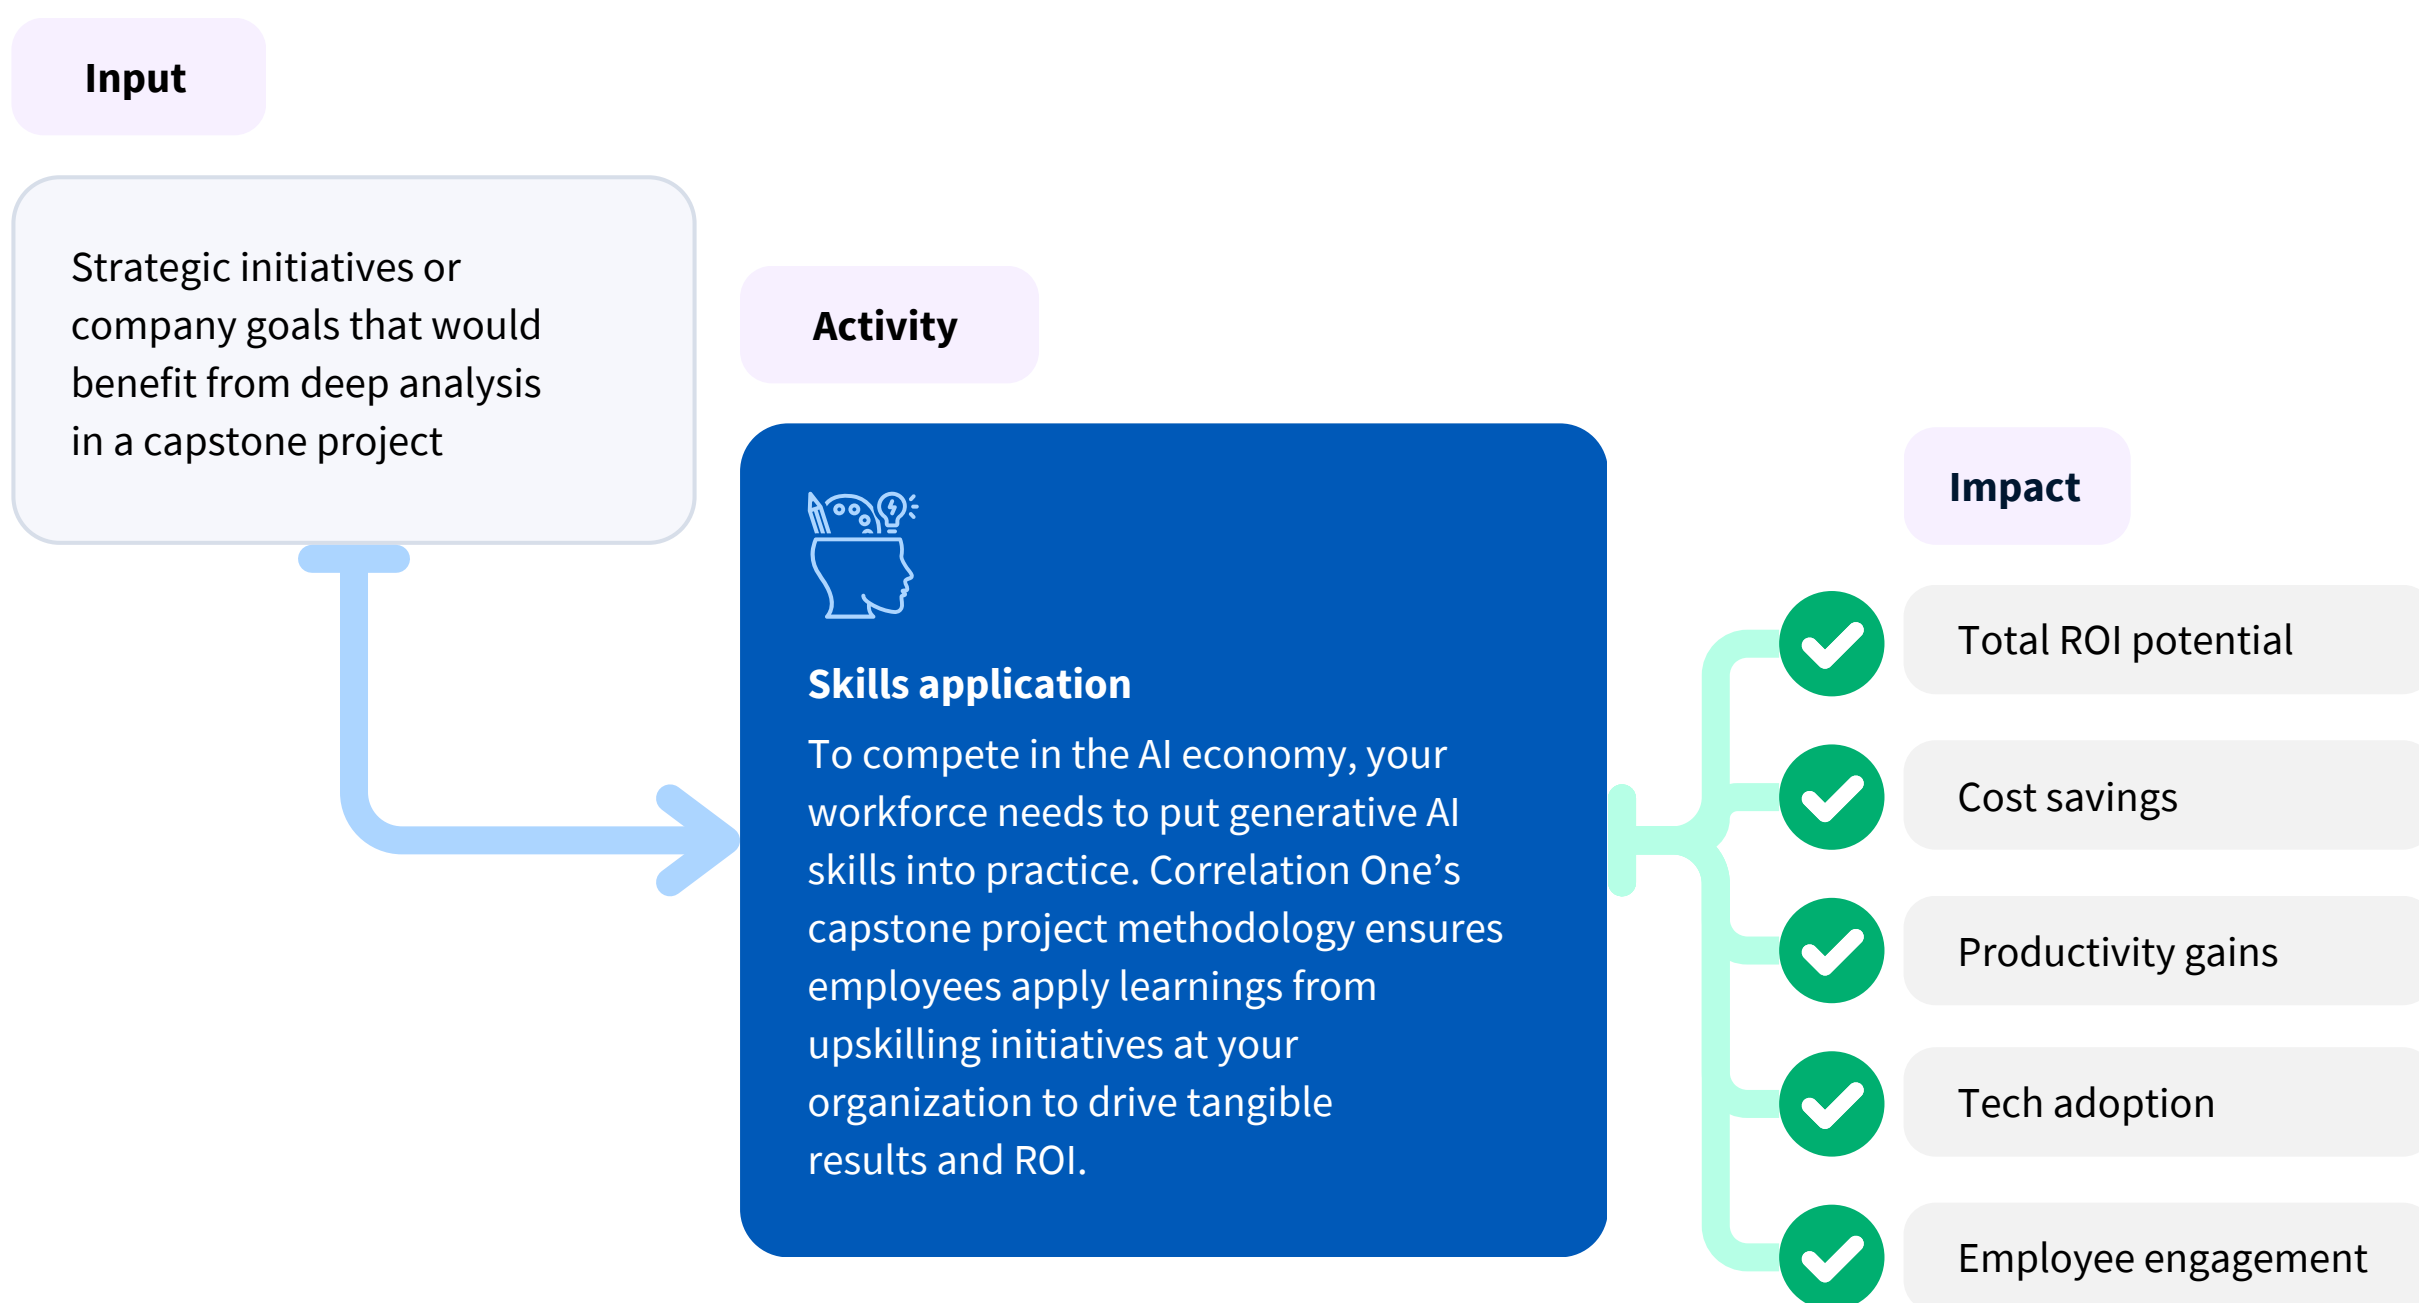 Input
Strategic initiatives or
company goals that would
benefit from deep analysis
in a capstone project
Activity
Skills application
To compete in the AI economy, your
workforce needs to put generative AI
skills into practice. Correlation One’s
capstone project methodology ensures
employees apply learnings from
upskilling initiatives at your
organization to drive tangible
results and ROI.
Impact
Total ROI potential
Cost savings
Productivity gains
Tech adoption
Employee engagement